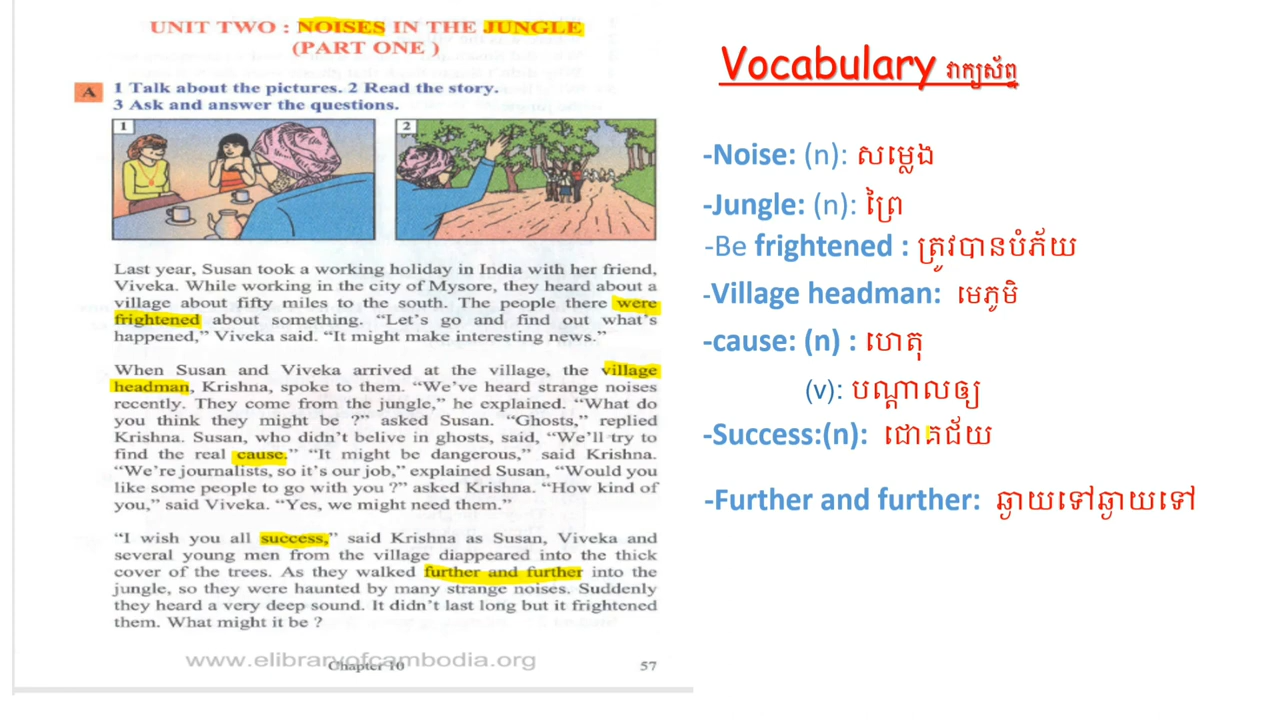 UNIT TWO : NOISES IN THE JUNGLE
(PART ONE )
A
1 Talk about the pictures. 2 Read the story.
3 Ask and answer the questions.
1
2
Last year, Susan took a working holiday in India with her friend,
Viveka. While working in the city of Mysore, they heard about a
village about fifty miles to the south. The people there were
frightened about something. “Let’s go and find out what’s
happened,” Viveka said. “It might make interesting news.”
When Susan and Viveka arrived at the village, the village
headman, Krishna, spoke to them. “We’ve heard strange noises
recently. They come from the jungle,” he explained. “What do
you think they might be ?” asked Susan. “Ghosts,” replied
Krishna. Susan, who didn’t belive in ghosts, said, “We’ll try to
find the real cause.” “It might be dangerous,” said Krishna.
“We’re journalists, so it’s our job,” explained Susan, “Would you
like some people to go with you ?” asked Krishna. “How kind of
you,” said Viveka. “Yes, we might need them.”
“I wish you all success,” said Krishna as Susan, Viveka and
several young men from the village diappeared into the thick
cover of the trees. As they walked further and further into the
jungle, so they were haunted by many strange noises. Suddenly
they heard a very deep sound. It didn’t last long but it frightened
them. What might it be ?
www.elibraryofcambodia.org
Chapter 10
57
Vocabulary វាក្យស័ព្ទ
-Noise: (n): សម្លេង
-Jungle: (n): ព្រៃ
-Be frightened : ត្រូវបានបំភ័យ
-Village headman: មេភូមិ
-cause: (n) : ហេតុ
(v): បណ្តាលឲ្យ
-Success:(n): ជោគជ័យ
-Further and further: ឆ្ងាយទៅឆ្ងាយទៅ